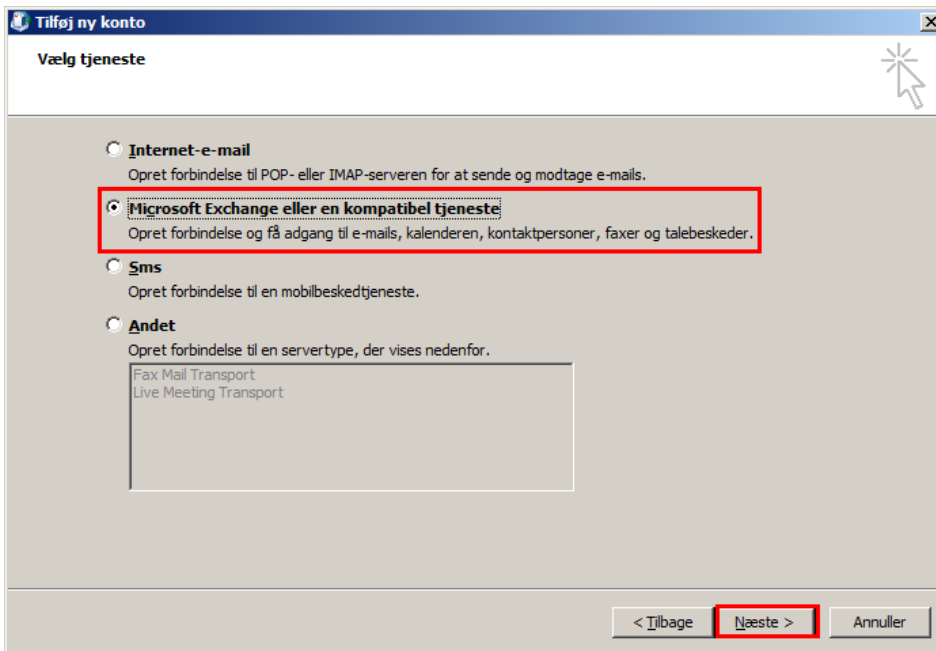 Tilføj ny konto
Vælg tjeneste
Internet-e-mail
Opret forbindelse til POP- eller IMAP-serveren for at sende og modtage e-mails.
Microsoft Exchange eller en kompatibel tjeneste
Opret forbindelse og få adgang til e-mails, kalenderen, kontaktpersoner, faxer og talebeskeder.
Sms
Opret forbindelse til en mobilbeskedtjeneste.
Andet
Opret forbindelse til en servertype, der vises nedenfor.
Fax Mail Transport
Live Meeting Transport
< Tilbage Næste > Annuller